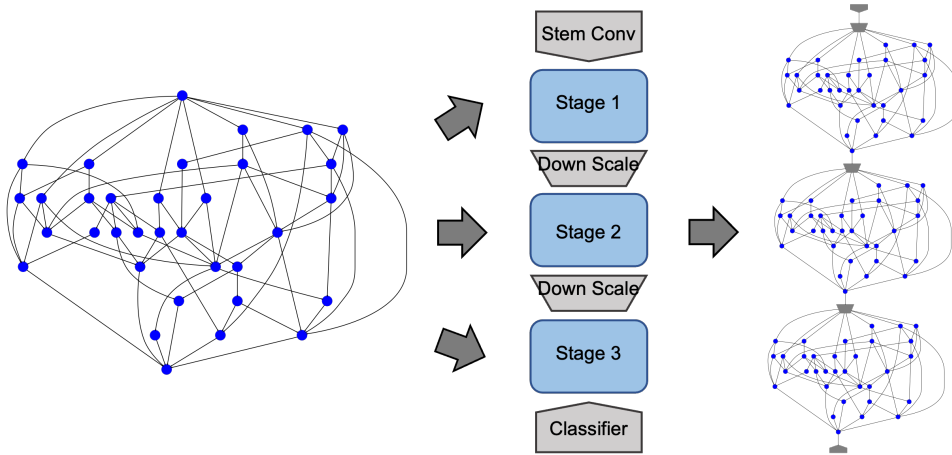 Stem Conv
Stage 1
Down Scale
Stage 2
Down Scale
Stage 3
Classifier